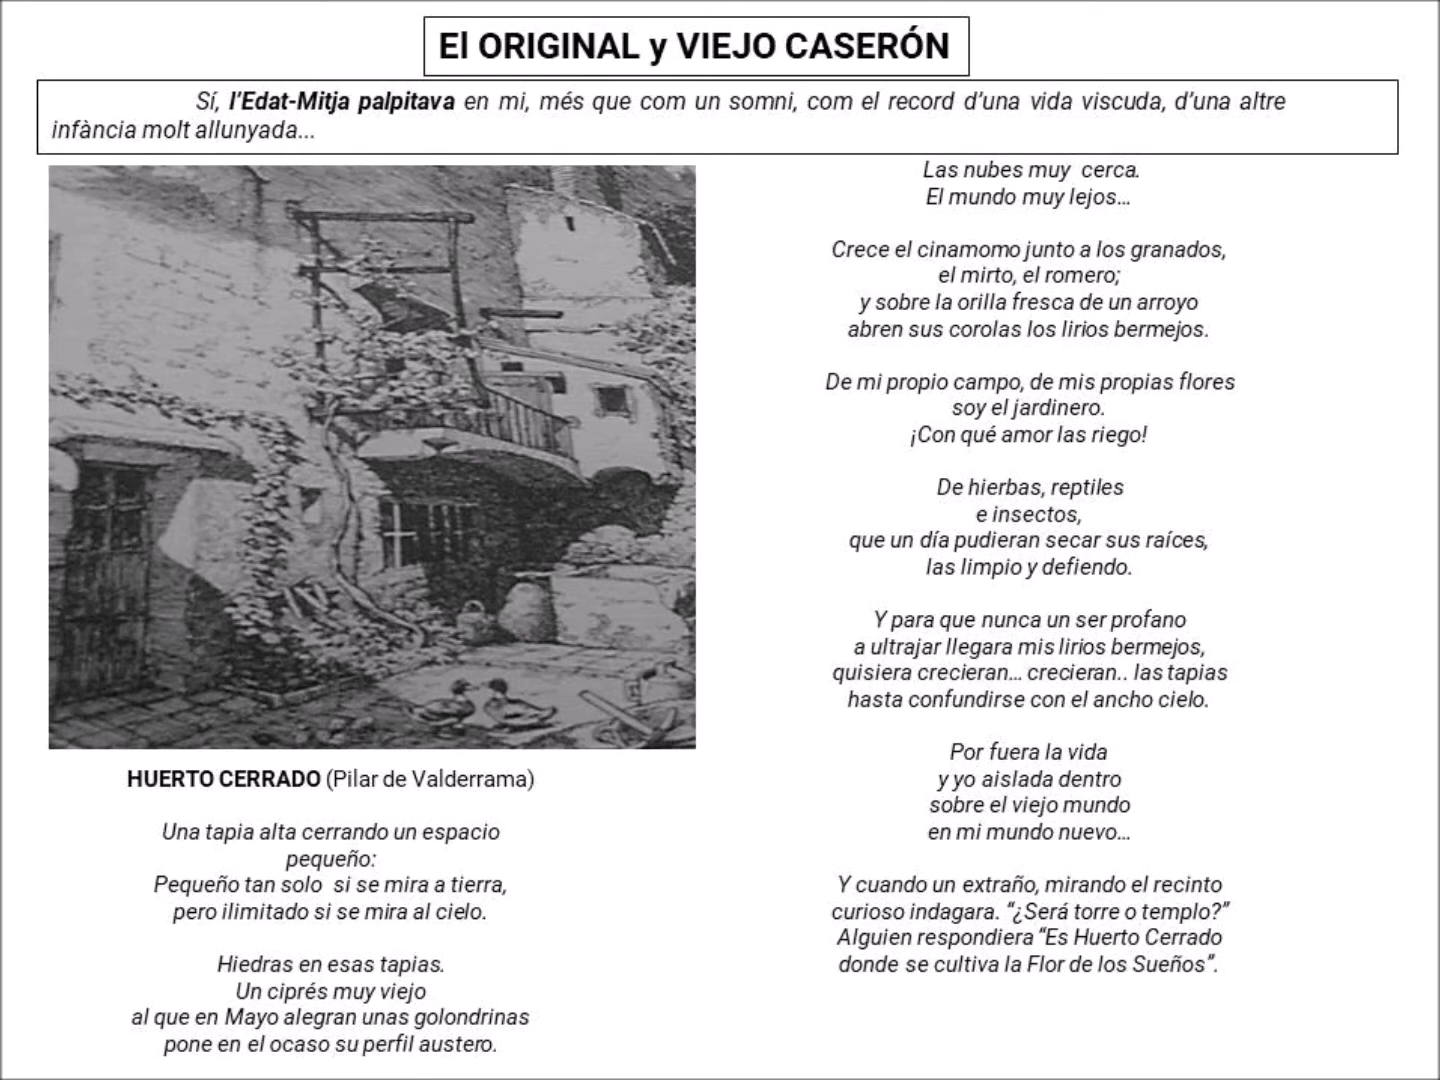 El ORIGINAL y VIEJO CASERÓN
Sí, l’Edat-Mitja palpitava en mi, més que com un somni, com el record d’una vida viscuda, d’una altre
infància molt allunyada...
HUERTO CERRADO (Pilar de Valderrama)
Una tapia alta cerrando un espacio
pequeño:
Pequeño tan solo  si se mira a tierra,
pero ilimitado si se mira al cielo.
Hiedras en esas tapias.
Un ciprés muy viejo
al que en Mayo alegran unas golondrinas
pone en el ocaso su perfil austero.
Las nubes muy  cerca.
El mundo muy lejos…
Crece el cinamomo junto a los granados,
el mirto, el romero;
y sobre la orilla fresca de un arroyo
abren sus corolas los lirios bermejos.
De mi propio campo, de mis propias flores
soy el jardinero.
¡Con qué amor las riego!
De hierbas, reptiles
e insectos,
que un día pudieran secar sus raíces,
las limpio y defiendo.
Y para que nunca un ser profano
a ultrajar llegara mis lirios bermejos,
quisiera crecieran… crecieran.. las tapias
hasta confundirse con el ancho cielo.
Por fuera la vida
y yo aislada dentro
sobre el viejo mundo
en mi mundo nuevo…
Y cuando un extraño, mirando el recinto
curioso indagara. “¿Será torre o templo?”
Alguien respondiera “Es Huerto Cerrado
donde se cultiva la Flor de los Sueños”.